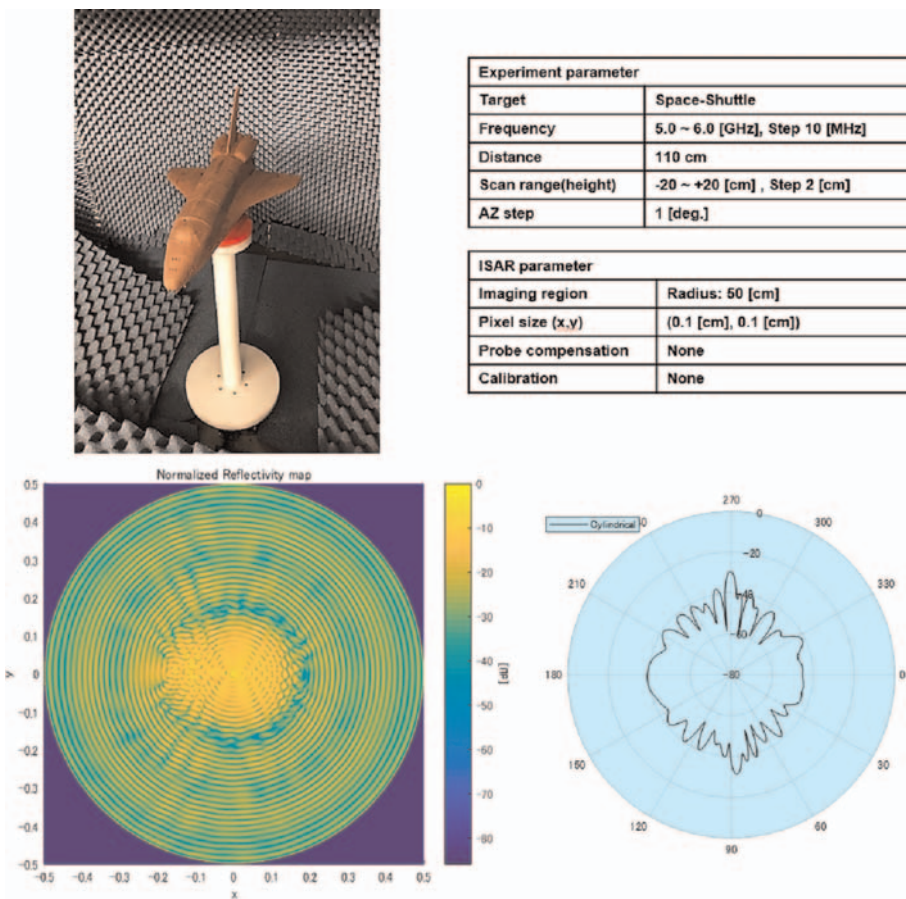 Experiment parameter
Target Space-Shuttle
Frequency 5.0 ~ 6.0 [GHz], Step 10 [MHz]
Distance 110 cm
Scan range(height) -20 ~ +20 [cm] , Step 2 [cm]
AZ step 1 [deg.]
ISAR parameter
Imaging region Radius: 50 [cm]
Pixel size (x,y) (0.1 [cm], 0.1 [cm])
Probe compensation None
Calibration None
Normalized Reflectivity map
0.5
0.4
0.3
0.2
0.1
0
-0.1
-0.2
-0.3
-0.4
-0.5
y
-0.5 -0.4 -0.3 -0.2 -0.1 0 0.1 0.2 0.3 0.4 0.5
x
0
-10
-20
-30
-40
-50
-60
-70
-80
[dB]
Cylindrical
270
300
330
0
30
60
90
120
150
180
210
0
-20
-40
-80